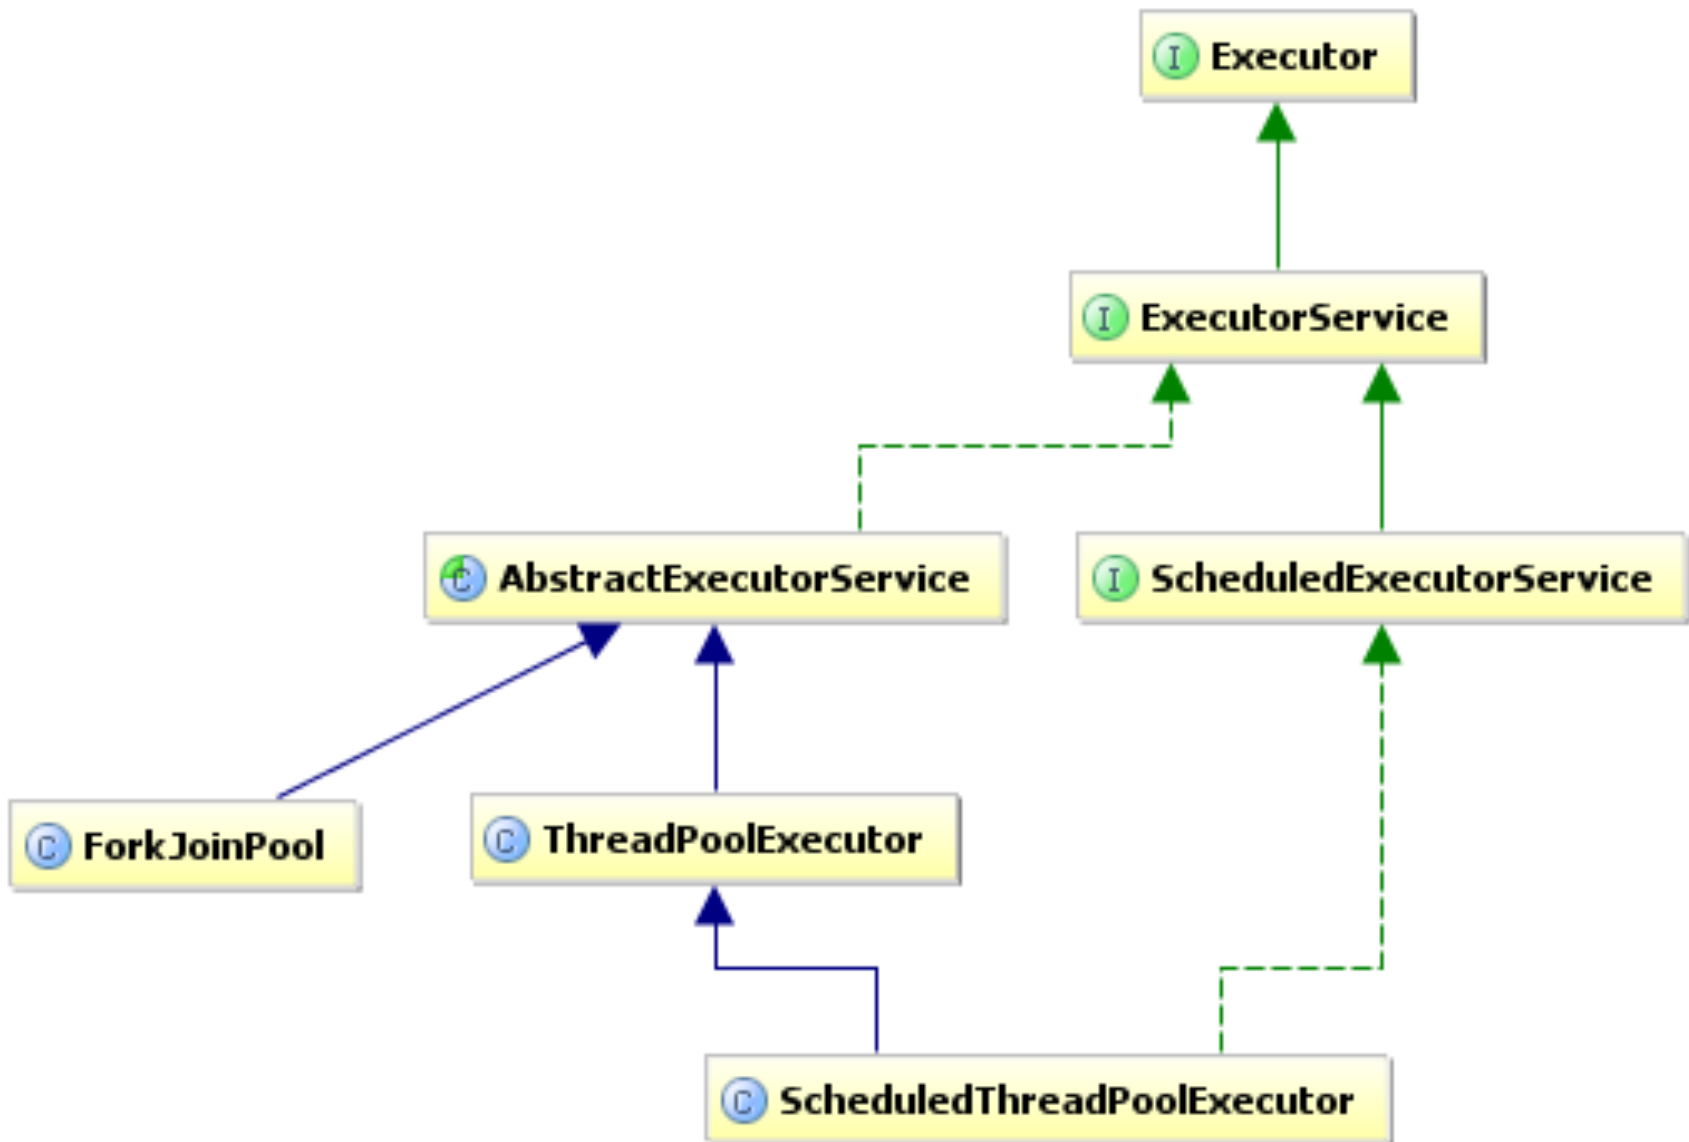 I Executor
I ExecutorService
C AbstractExecutorService
I ScheduledExecutorService
C ForkJoinPool
C ThreadPoolExecutor
C ScheduledThreadPoolExecutor